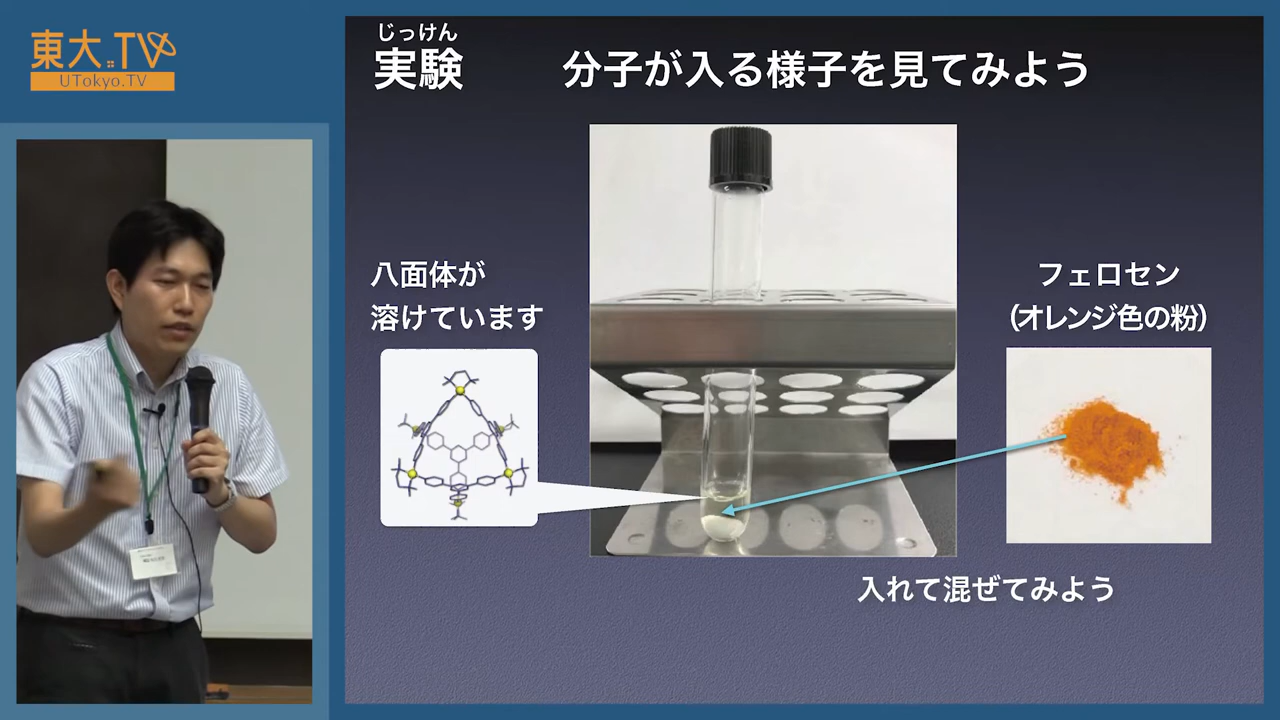 東大.TV
UTokyo.TV
じっけん
実験
分子が入る様子を見てみよう
八面体が
溶けています
フェロセン
(オレンジ色の粉)
入れて混ぜてみよう